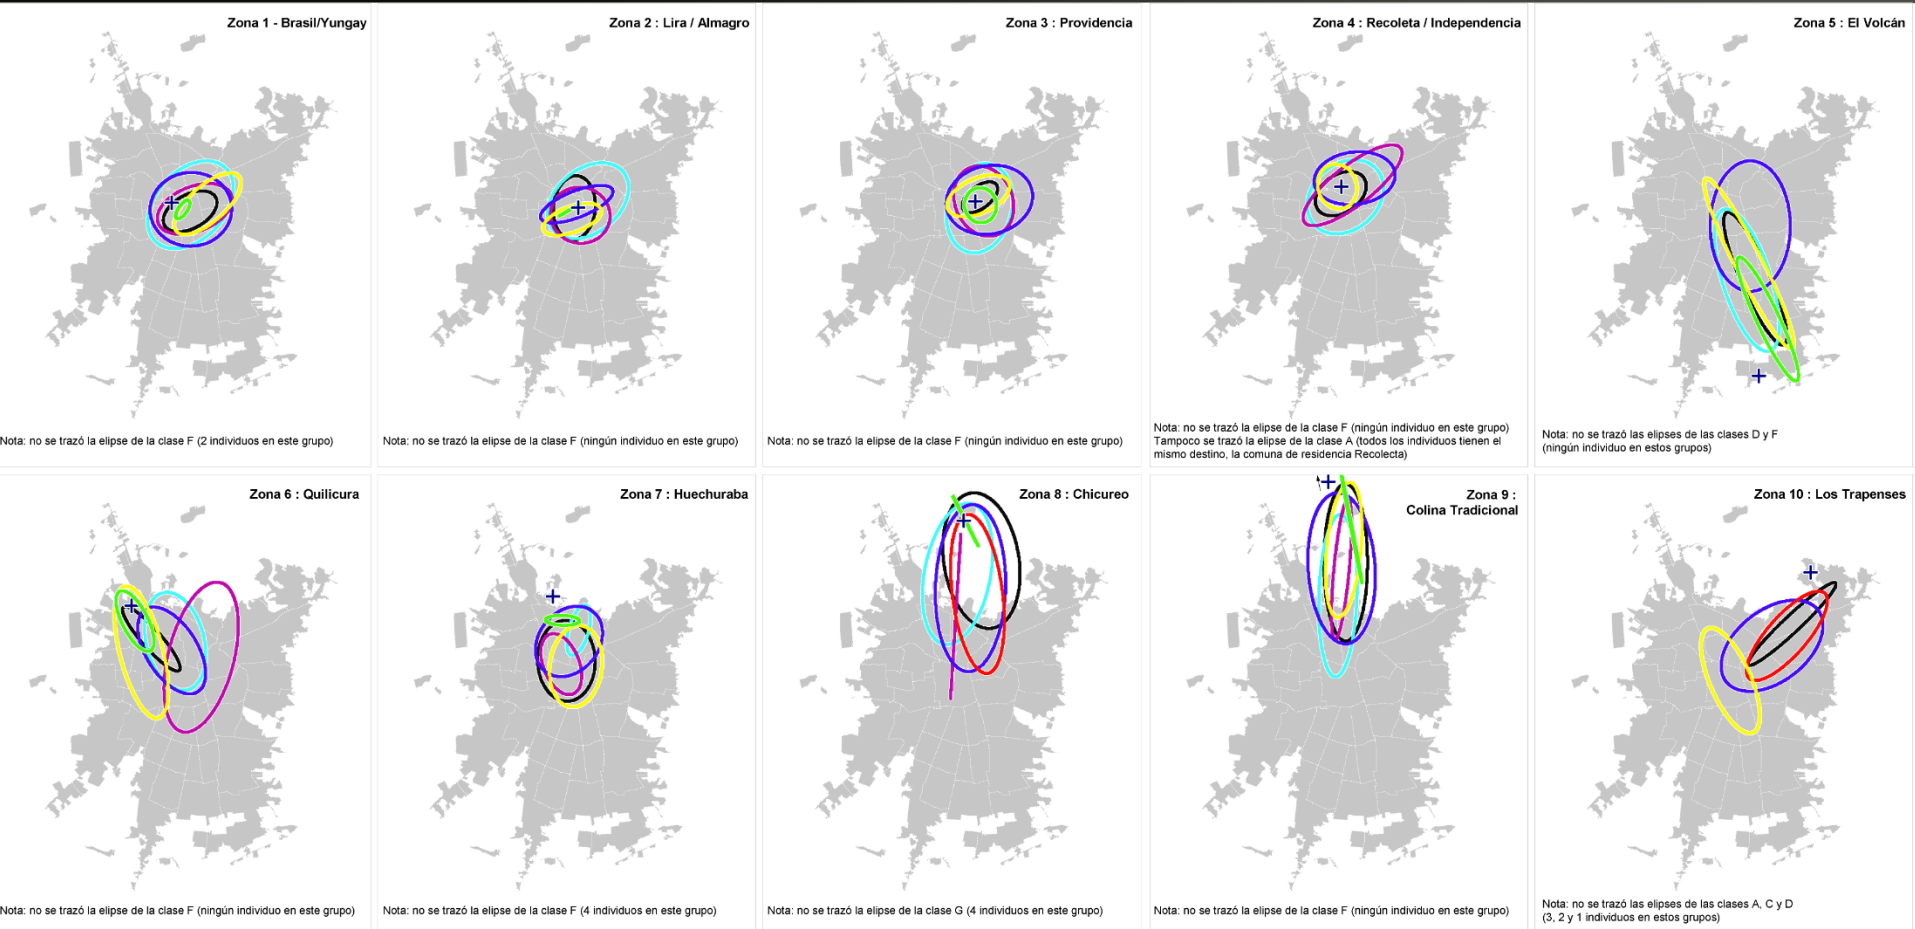 Zona 1 - Brasil/Yungay
Zona 2 : Lira / Almagro
Zona 3 : Providencia
Zona 4 : Recoleta / Independencia
Zona 5 : El Volcán
Nota: no se trazó la elipse de la clase F (2 individuos en este grupo)
Nota: no se trazó la elipse de la clase F (ningún individuo en este grupo)
Nota: no se trazó la elipse de la clase F (ningún individuo en este grupo)
Nota: no se trazó la elipse de la clase F (ningún individuo en este grupo)
Tampoco se trazó la elipse de la clase A (todos los individuos tienen el
mismo destino, la comuna de residencia Recolecta)
Nota: no se trazó las elipses de las clases D y F
(ningún individuo en estos grupos)
Zona 6 : Quilicura
Zona 7 : Huechuraba
Zona 8 : Chicureo
Zona 9 :
Colina Tradicional
Zona 10 : Los Trapenses
Nota: no se trazó la elipse de la clase F (ningún individuo en este grupo)
Nota: no se trazó la elipse de la clase F (4 individuos en este grupo)
Nota: no se trazó la elipse de la clase G (4 individuos en este grupo)
Nota: no se trazó la elipse de la clase F (ningún individuo en este grupo)
Nota: no se trazó las elipses de las clases A, C y D
(3, 2 y 1 individuos en estos grupos)